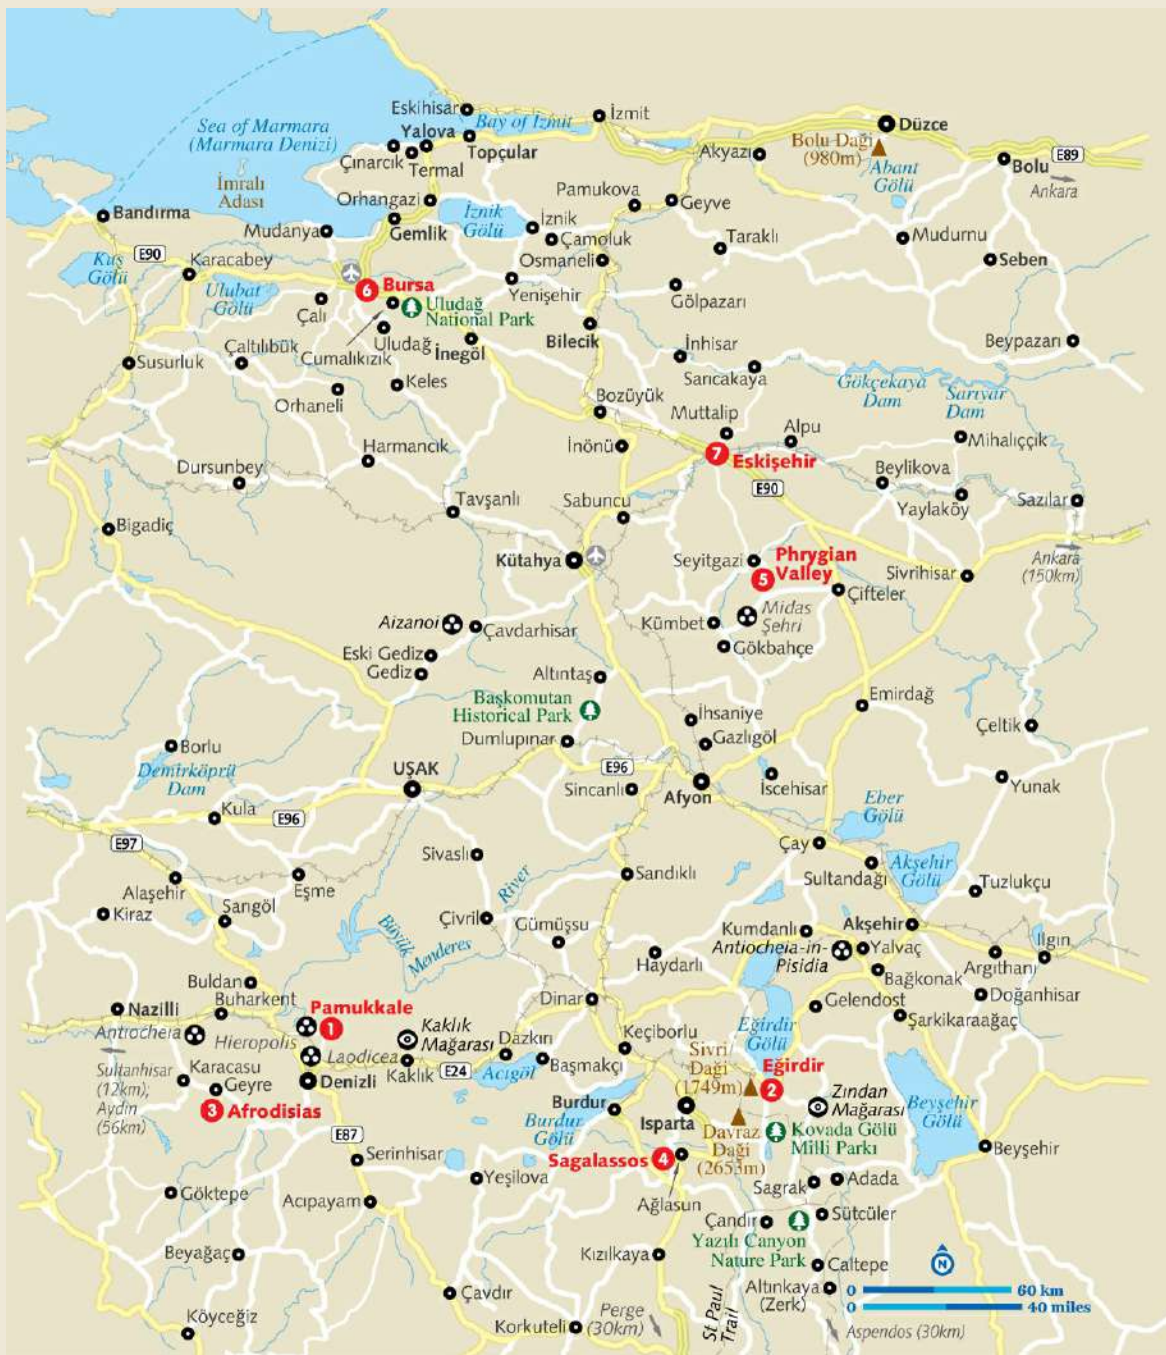 Eskihisar
İzmit
Sea of Marmara
(Marmara Denizi)
Yalova
Bay of İzmit
Düzce
Topçular
Bolu Daği
(980m)
Akyazı
Çınarcık
Termal
E89
Bolu
Abant
Gölü
Ankara
İmralı
Adası
Orhangazi
Pamukova
Geyve
Bandırma
İznik
Gölü
İznik
Gemlik
Mudanya
Çamoluk
Taraklı
Mudurnu
Kuş
Gölü
E90
Karacabey
Osmaneli
Seben
6
Bursa
Ulubat
Gölü
Yenişehir
Gölpazarı
Çalı
Uludağ
National Park
Bilecik
Beypazarı
Uludağ
İnegöl
İnhisar
Susurluk
Çaltılıbük
Cumalıkızık
Sarıcakaya
Keles
Gökçekaya
Dam
Sarıyar
Dam
Orhaneli
Bozüyük
Muttalip
Alpu
Harmancık
İnönü
Mihalıççık
7
Eskişehir
Dursunbey
Beylikova
E90
Tavşanlı
Sabuncu
Yaylaköy
Sazılar
Bigadiç
Kütahya
Seyitgazi
Phrygian
Valley
5
Ankara
(150km)
Sivrihisar
Çifteler
Midas
Şehri
Aizanoi
Çavdarhisar
Kümbet
Gökbahçe
Eski Gediz
Gediz
Altıntaş
Başkomutan
Historical Park
Emirdağ
İhsaniye
Çeltik
Dumlupınar
Gazlıgöl
Borlu
Demirköprü
Dam
UŞAK
E96
Sincanlı
Afyon
İscehisar
Yunak
Kula
E96
Eber
Gölü
E97
Çay
Sivaslı
Akşehir
Gölü
Sandıklı
Sultandağı
Alaşehir
Eşme
Tuzlukçu
Kiraz
Sarıgöl
River
Çivril
Gümüşsu
Kumdanlı
Akşehir
Büyük
Menderes
Antiocheia-in-
Pisidia
Yalvaç
Ilgın
Haydarlı
Argıthanı
Bağkonak
Buldan
Doğanhisar
Nazilli
Buharkent
Pamukkale
1
Dinar
Gelendost
Şarkikaraağaç
Antiocheia
Hieropolis
Kaklık
Mağarası
Dazkırı
Keçiborlu
Eğirdir
Gölü
Laodicea
Sivri
Daği
(1749m)
Sultanhisar
(12km);
Aydın
(56km)
Karacasu
Geyre
Denizli
Kaklık
E24
Acıgöl
Başmakçı
Eğirdir
2
3
Afrodisias
Burdur
Zından
Mağarası
Beyşehir
Gölü
Burdur
Gölü
Isparta
Davraz
Daği
(2653m)
Kovada Gölü
Milli Parkı
E87
Serinhisar
Sagalassos
4
Beyşehir
Yeşilova
Adada
Sagrak
Göktepe
Acıpayam
Ağlasun
Sütçüler
Çandır
Yazılı Canyon
Nature Park
Beyağaç
Kızılkaya
Caltepe
N
Altınkaya
(Zerk)
0 60 km
0 40 miles
Çavdır
St Paul
Trail
Köyceğiz
Korkuteli
Perge
(30km)
Aspendos (30km)